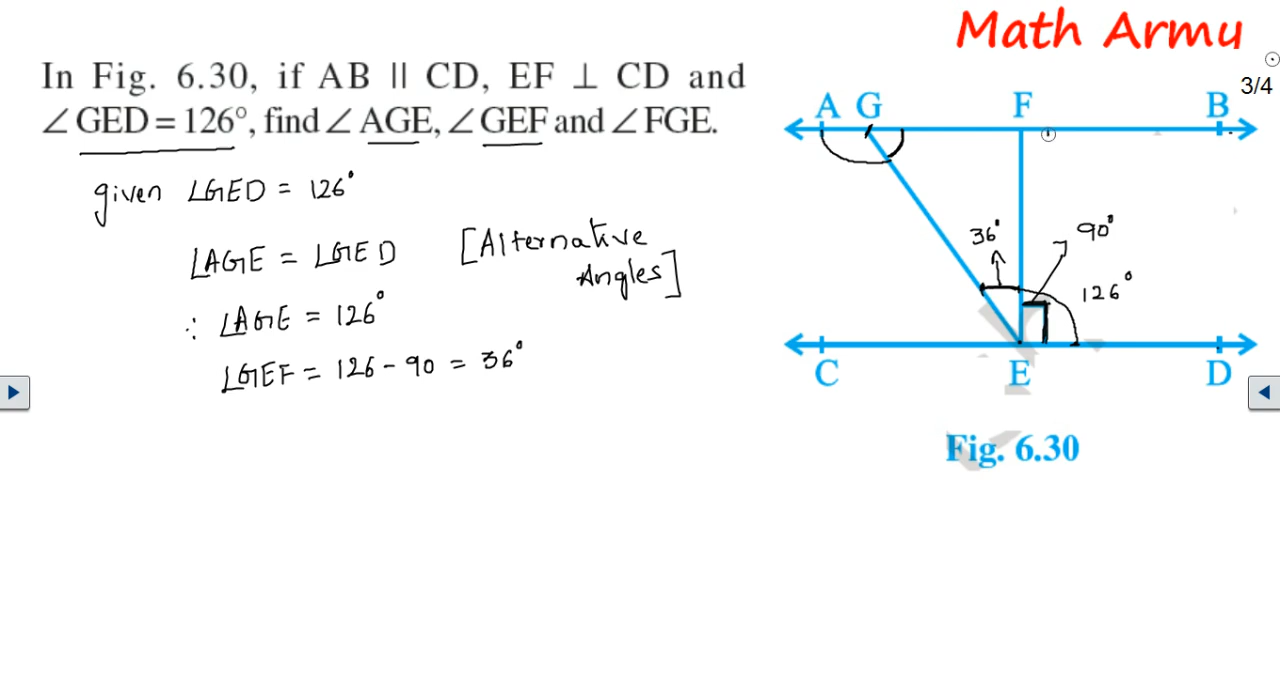 Math Army
3/4
In Fig. 6.30, if AB || CD, EF ⊥ CD and
∠ GED = 126°, find ∠ AGE, ∠ GEF and ∠ FGE.
given ∠GED = 126°
∠AGE = ∠GED [Alternative
Angles]
∴ ∠AGE = 126°
∠GEF = 126 - 90 = 36°
A G F B
36° 90°
126°
C E D
Fig. 6.30